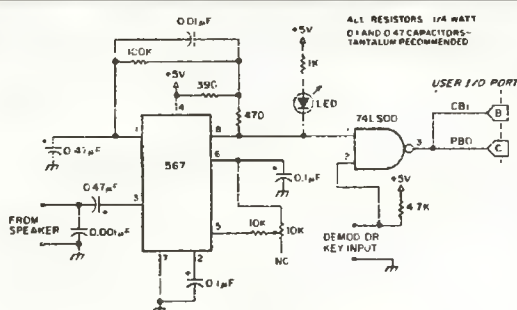 0.01µF
ALL RESISTORS 1/4 WATT
0.1 AND 0.47 CAPACITORS-
TANTALUM RECOMMENDED
100K
+5V
+5V
1K
39Ω
LED
470
USER I/O PORT
4
1
8
74LS00
CB1
B
0.47µF
567
1
3
2
PB0
C
6
+5V
0.47µF
0.1µF
4.7K
3
FROM
SPEAKER
0.001µF
5
10K
10K
DEMOD OR
KEY INPUT
7
2
NC
0.1µF